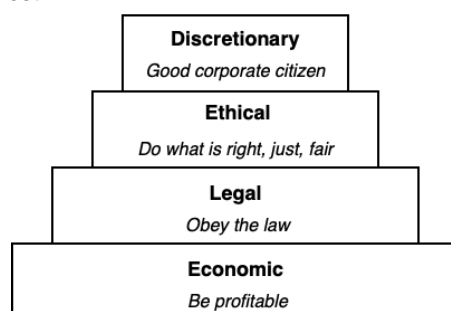 Discretionary
Good corporate citizen
Ethical
Do what is right, just, fair
Legal
Obey the law
Economic
Be profitable